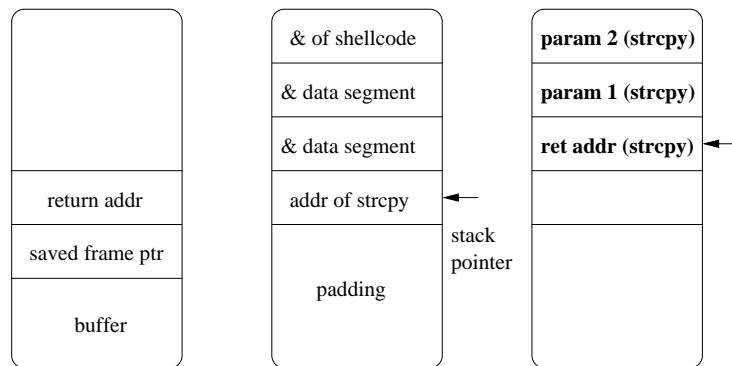 return addr
saved frame ptr
buffer
& of shellcode
& data segment
& data segment
addr of strcpy
padding
stack
pointer
param 2 (strcpy)
param 1 (strcpy)
ret addr (strcpy)